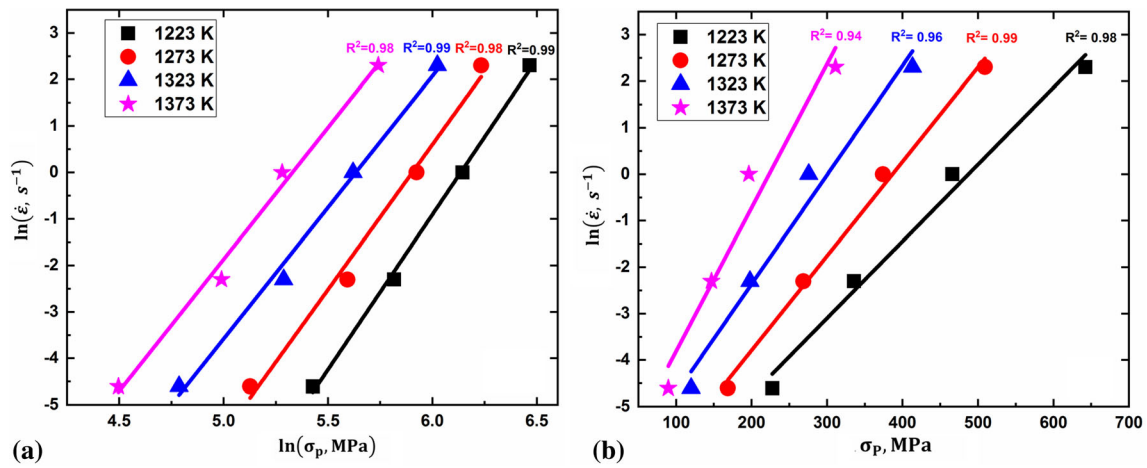 1223 K
1273 K
1323 K
1373 K
R²=0.98
R²=0.99
R²=0.98
R²=0.99
3
2
1
0
-1
-2
-3
-4
-5
ln(ε̇, s⁻¹)
4.5
5.0
5.5
6.0
6.5
ln(σₚ, MPa)
(a)
1223 K
1273 K
1323 K
1373 K
R²= 0.94
R²= 0.96
R²= 0.99
R²= 0.98
3
2
1
0
-1
-2
-3
-4
-5
ln(ε̇, s⁻¹)
100
200
300
400
500
600
700
σ_P, MPa
(b)